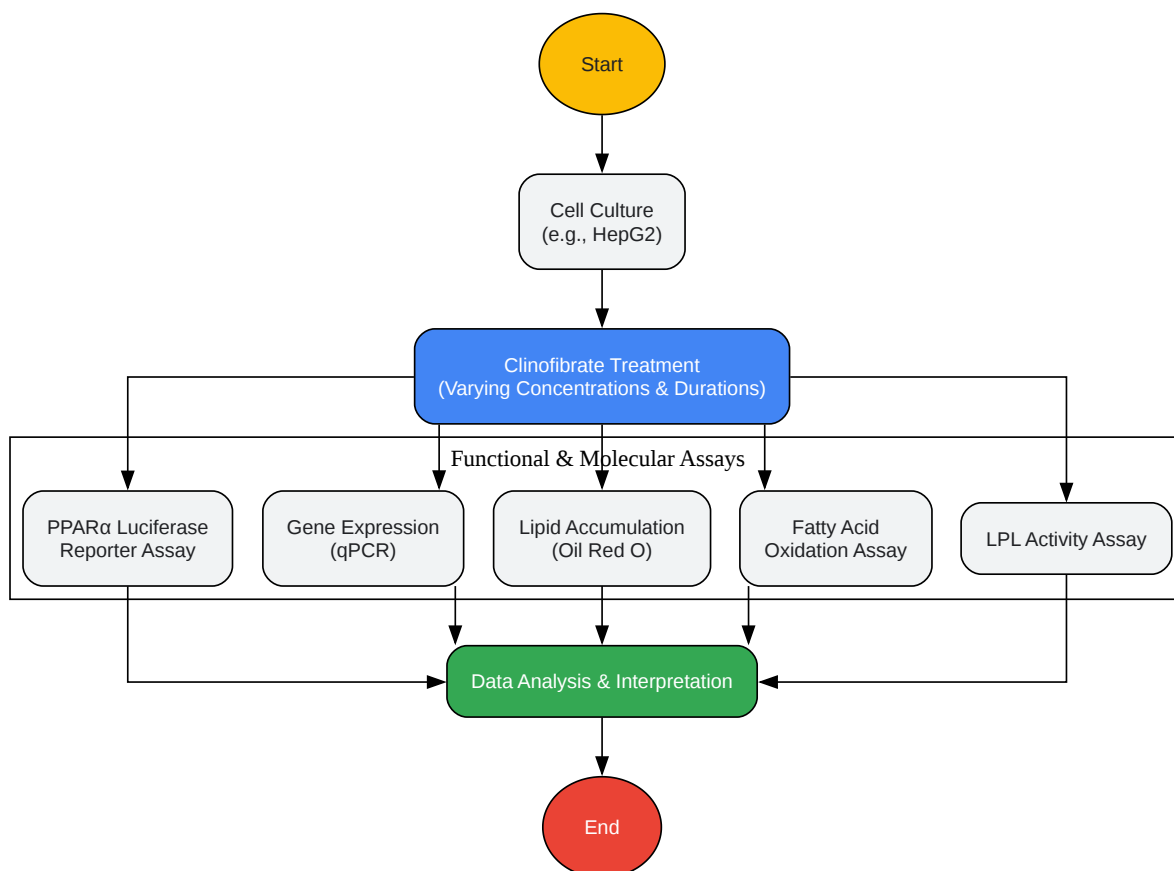 Start
Cell Culture
(e.g., HepG2)
Clinofibrate Treatment
(Varying Concentrations & Durations)
Functional & Molecular Assays
PPARα Luciferase
Reporter Assay
Gene Expression
(qPCR)
Lipid Accumulation
(Oil Red O)
Fatty Acid
Oxidation Assay
LPL Activity Assay
Data Analysis & Interpretation
End